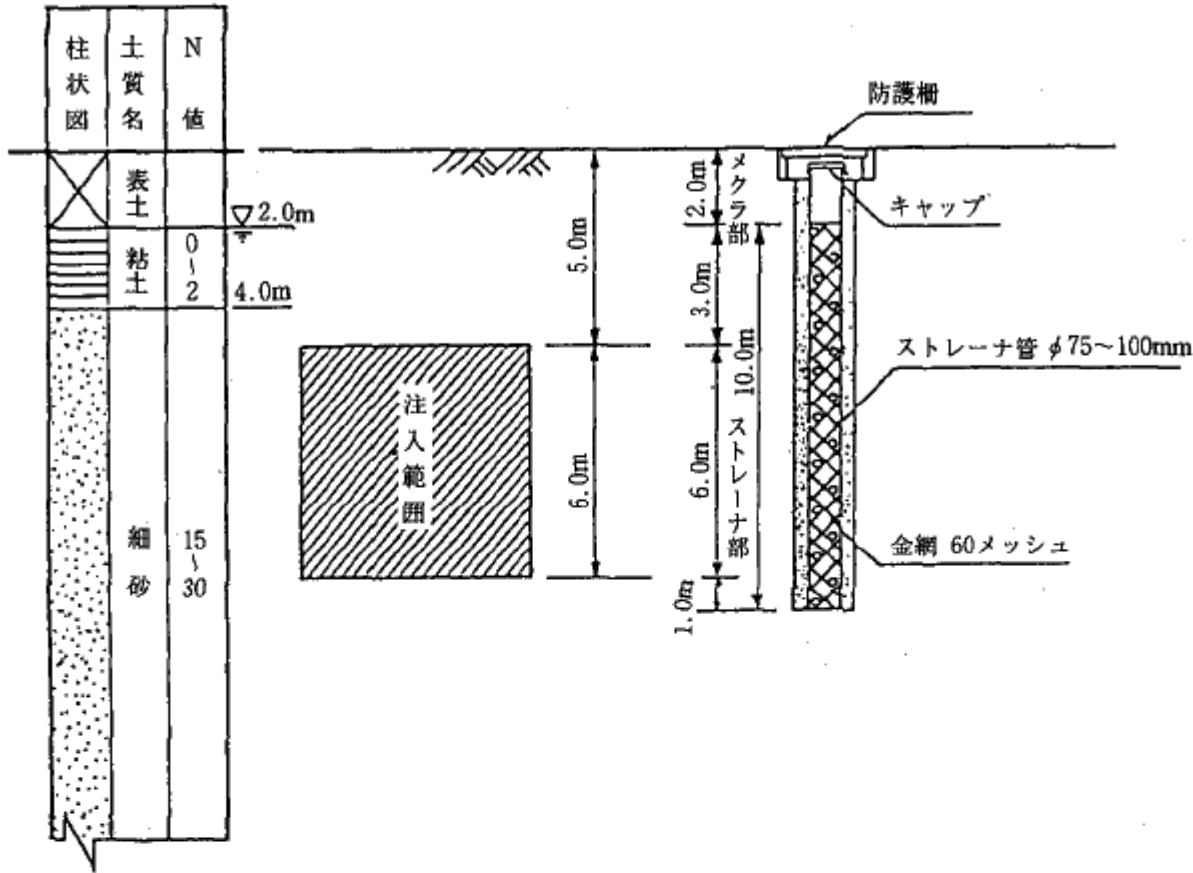 柱状図
土質名
N値
表土
2.0m
粘土
0~2
4.0m
細砂
15~30
注入範囲
5.0m
6.0m
2.0m
メクラ部
3.0m
10.0m
6.0m
ストレーナ部
1.0m
防護柵
キャップ
ストレーナ管 φ75~100mm
金網 60メッシュ